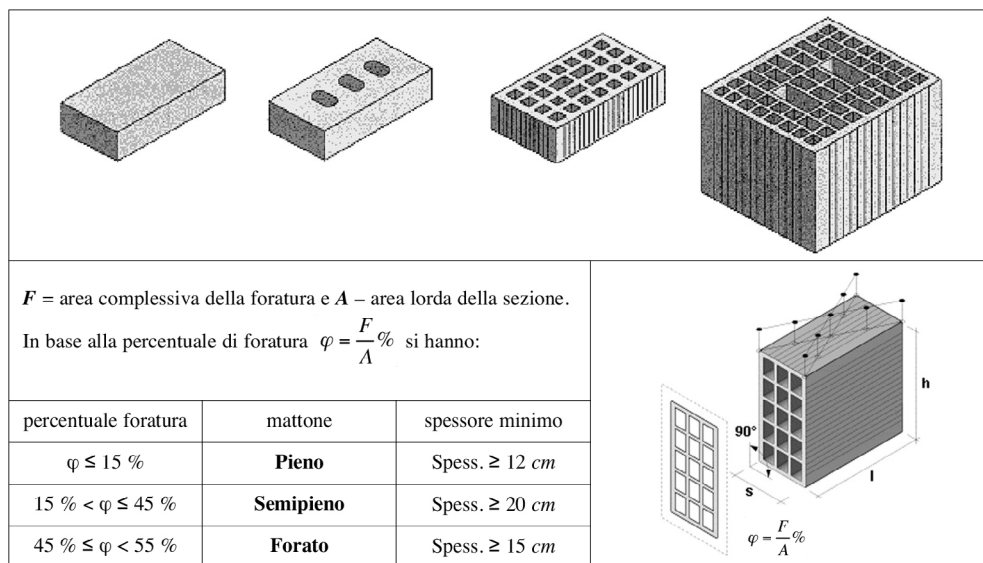 F = area complessiva della foratura e A – area lorda della sezione.
In base alla percentuale di foratura φ = F/A % si hanno:
percentuale foratura mattone spessore minimo
φ ≤ 15 % Pieno Spess. ≥ 12 cm
15 % < φ ≤ 45 % Semipieno Spess. ≥ 20 cm
45 % ≤ φ < 55 % Forato Spess. ≥ 15 cm
h
90°
s
l
φ = F/A %